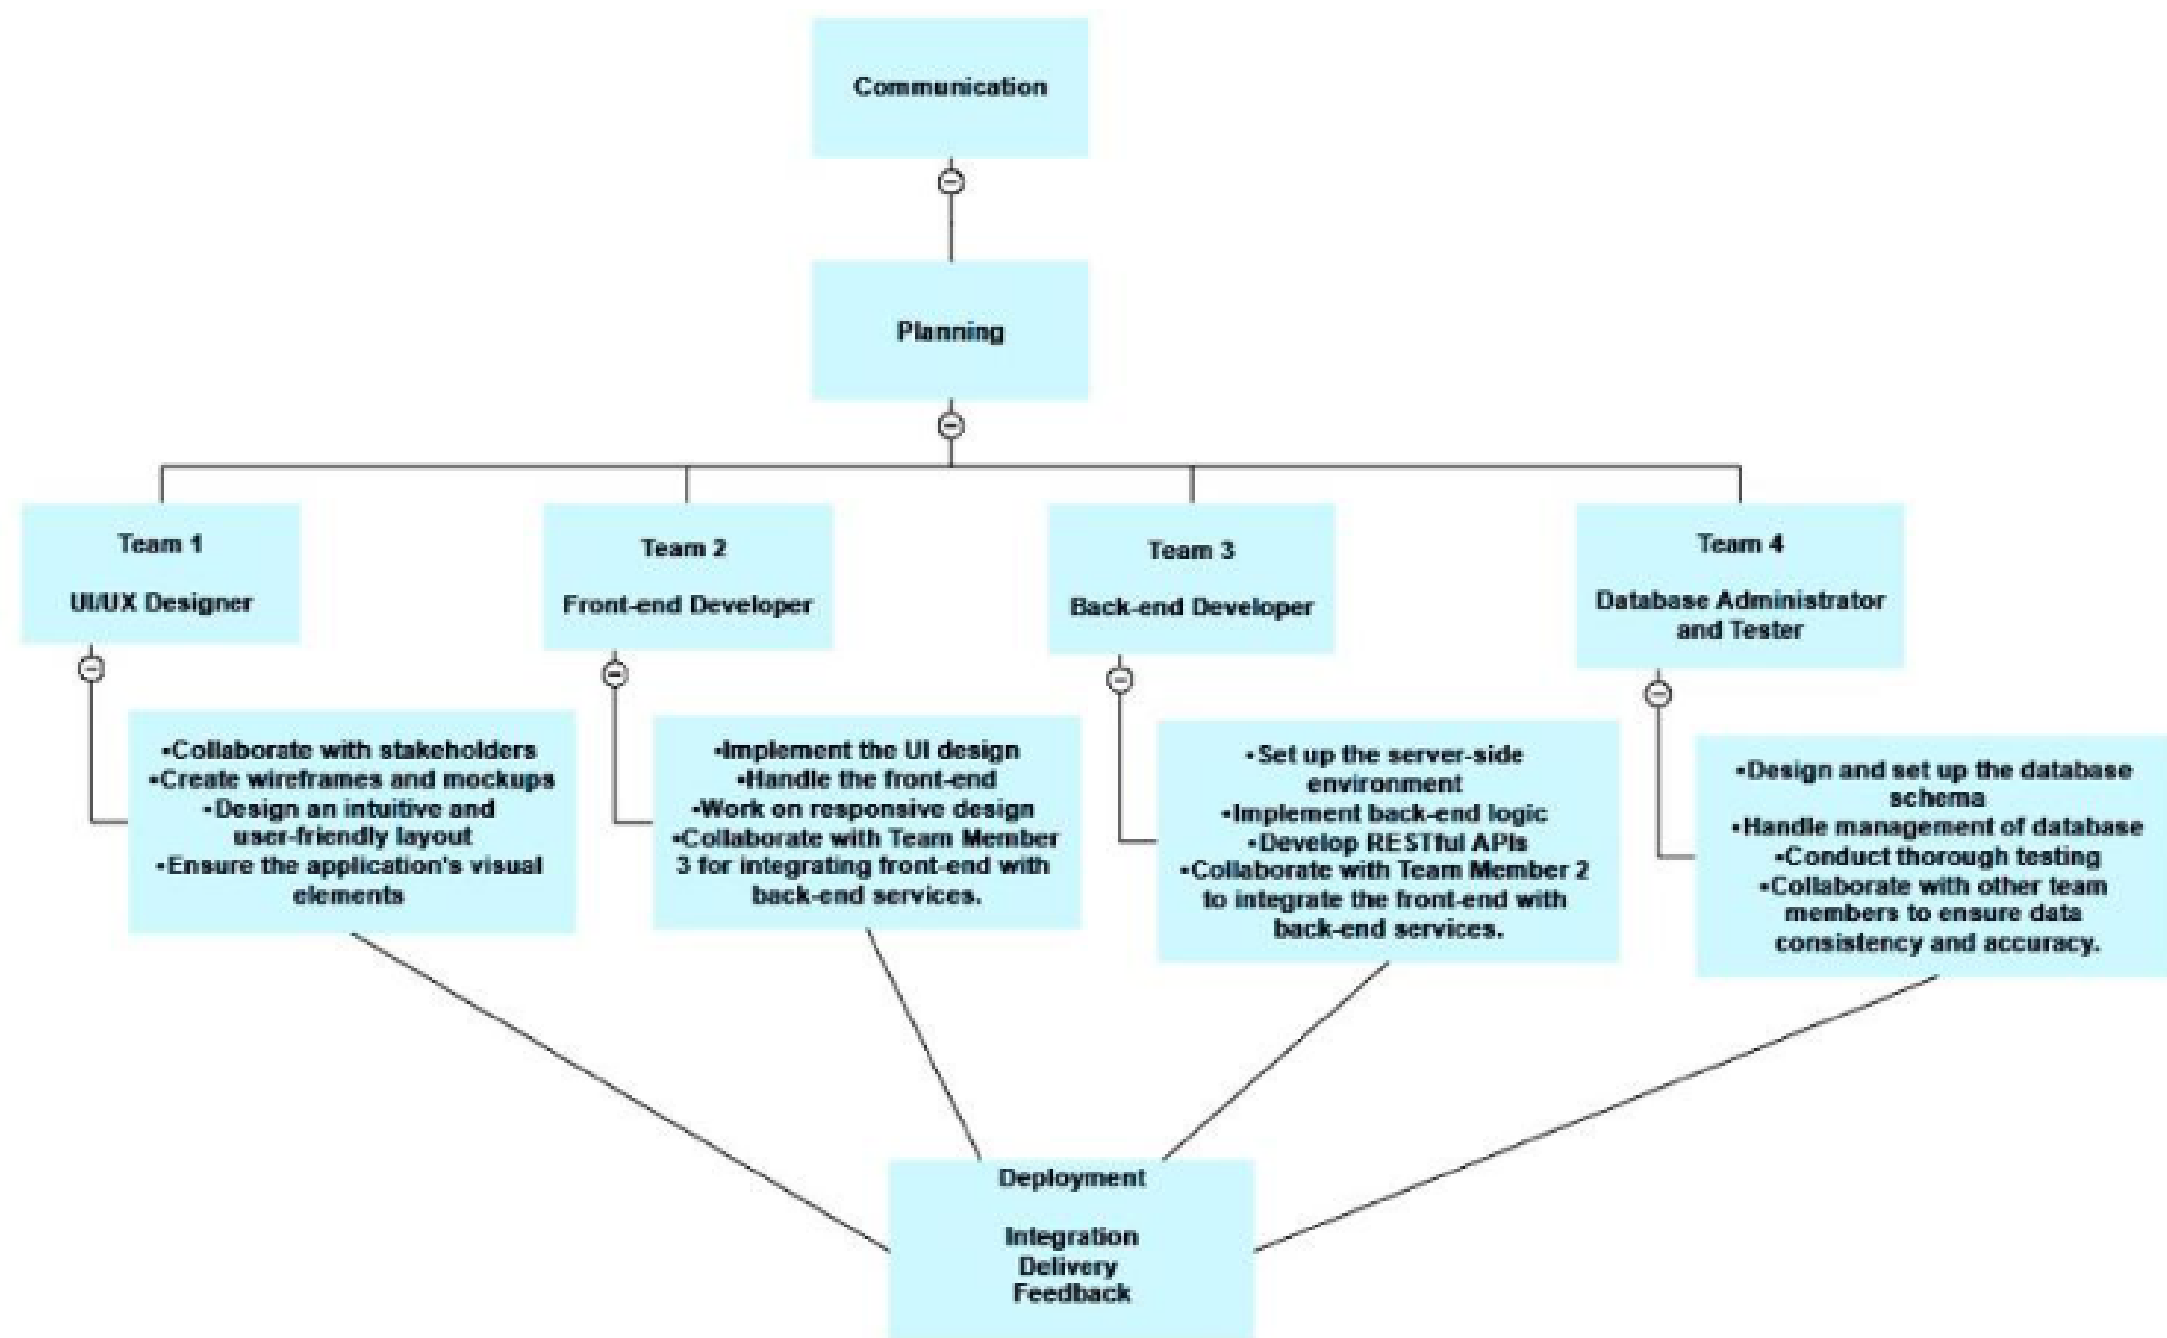 Communication
Planning
Team 1
UI/UX Designer
Team 2
Front-end Developer
Team 3
Back-end Developer
Team 4
Database Administrator
and Tester
•Collaborate with stakeholders
•Create wireframes and mockups
•Design an intuitive and
user-friendly layout
•Ensure the application's visual
elements
•Implement the UI design
•Handle the front-end
•Work on responsive design
•Collaborate with Team Member
3 for integrating front-end with
back-end services.
•Set up the server-side
environment
•Implement back-end logic
•Develop RESTful APIs
•Collaborate with Team Member 2
to integrate the front-end with
back-end services.
•Design and set up the database
schema
•Handle management of database
•Conduct thorough testing
•Collaborate with other team
members to ensure data
consistency and accuracy.
Deployment
Integration
Delivery
Feedback